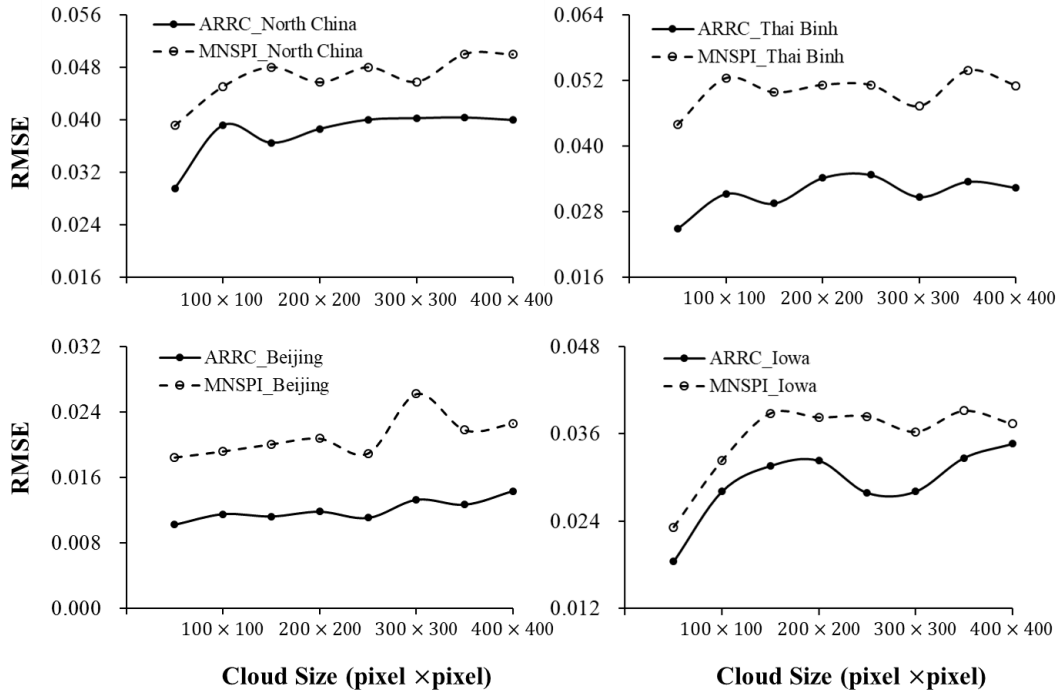 0.056
0.048
0.040
0.032
0.024
0.016
RMSE
ARRC_North China
MNSPI_North China
100 × 100 200 × 200 300 × 300 400 × 400
0.064
0.052
0.040
0.028
0.016
ARRC_Thai Binh
MNSPI_Thai Binh
100 × 100 200 × 200 300 × 300 400 × 400
0.032
0.024
0.016
0.008
0.000
RMSE
ARRC_Beijing
MNSPI_Beijing
100 × 100 200 × 200 300 × 300 400 × 400
Cloud Size (pixel ×pixel)
0.048
0.036
0.024
0.012
ARRC_Iowa
MNSPI_Iowa
100 × 100 200 × 200 300 × 300 400 × 400
Cloud Size (pixel ×pixel)